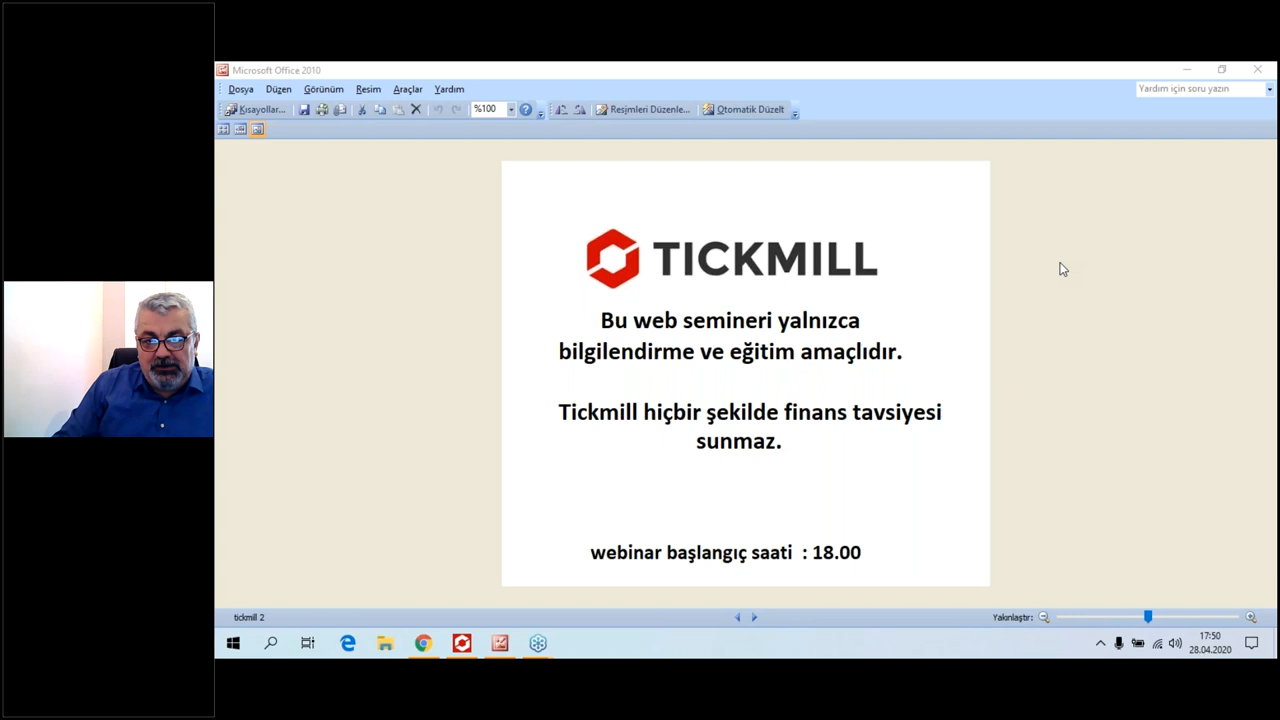 Microsoft Office 2010
Dosya Düzen Görünüm Resim Araçlar Yardım
Yardım için soru yazın
Kısayollar... %100 Resimleri Düzenle... Otomatik Düzelt
TICKMILL
Bu web semineri yalnızca
bilgilendirme ve eğitim amaçlıdır.
Tickmill hiçbir şekilde finans tavsiyesi
sunmaz.
webinar başlangıç saati : 18.00
tickmill 2
Yakınlaştır:
17:50
28.04.2020